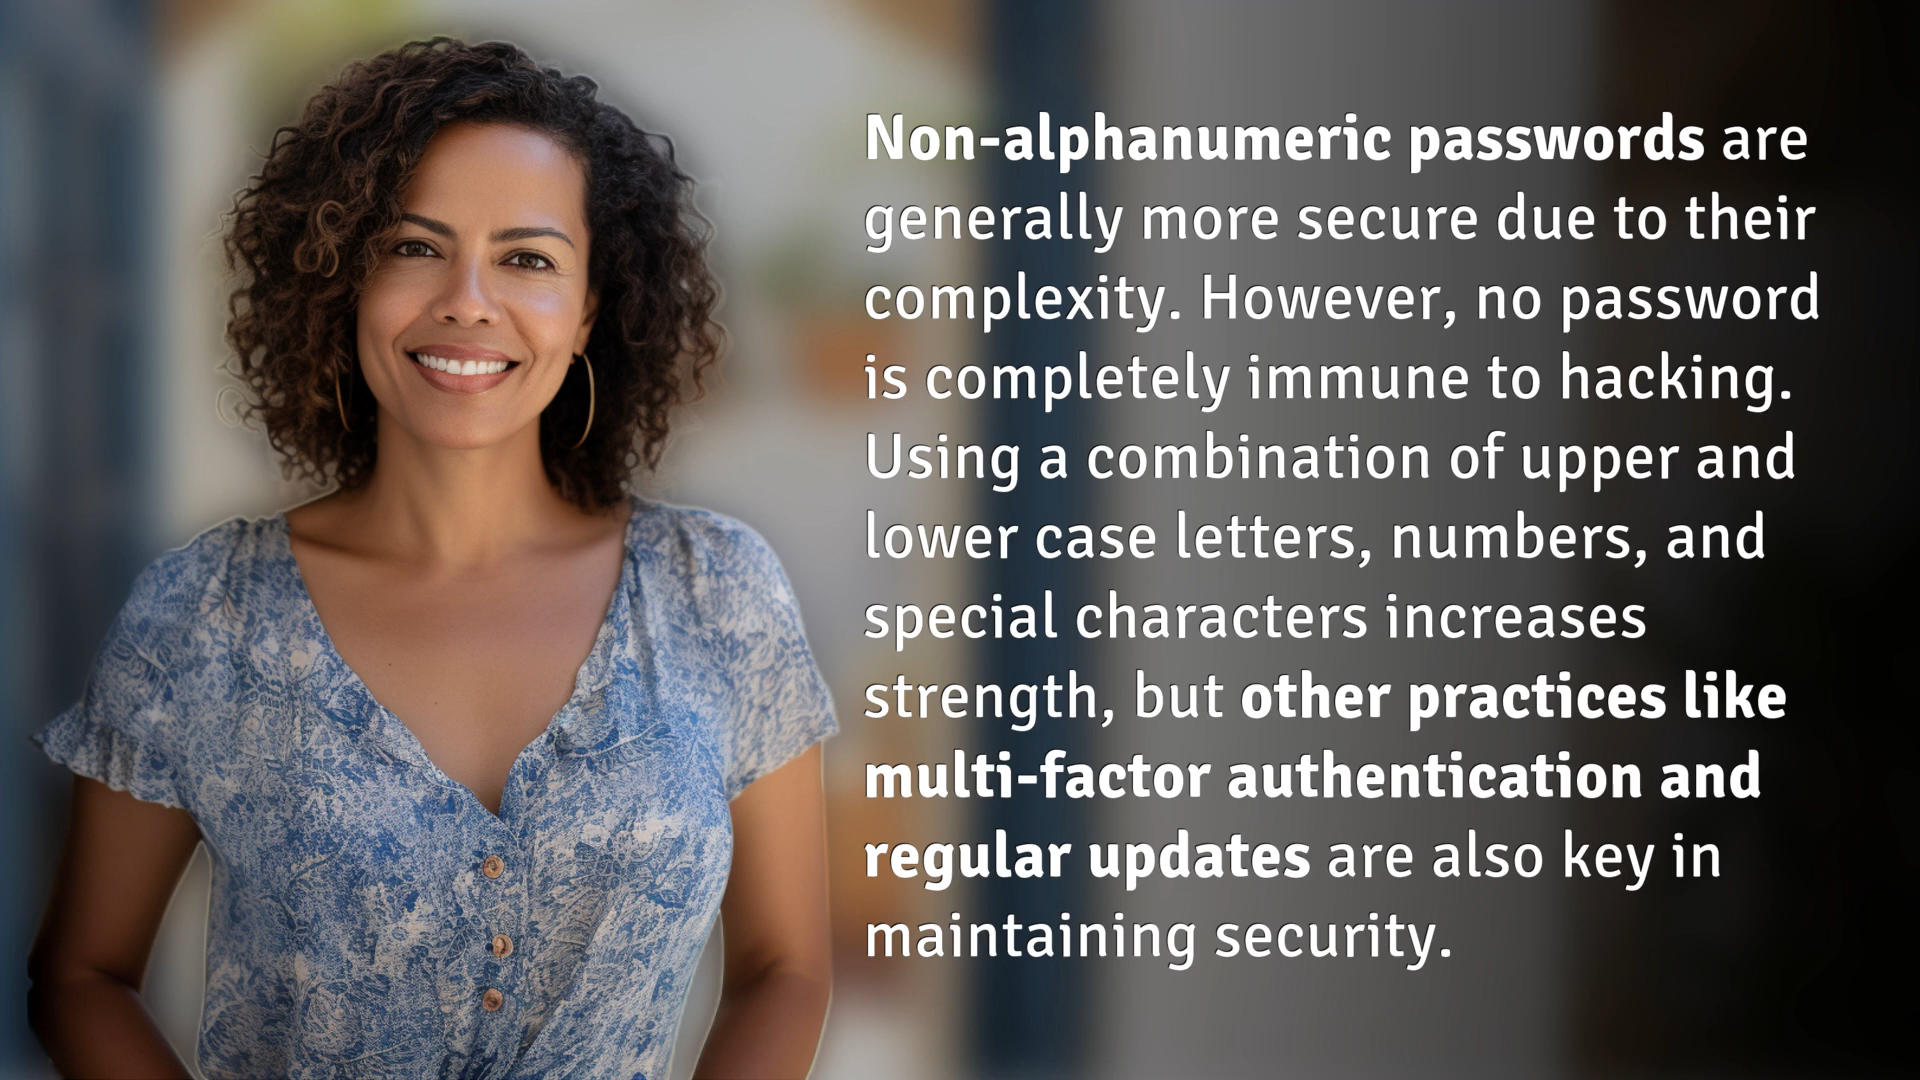 Non-alphanumeric passwords are
generally more secure due to their
complexity. However, no password
is completely immune to hacking.
Using a combination of upper and
lower case letters, numbers, and
special characters increases
strength, but other practices like
multi-factor authentication and
regular updates are also key in
maintaining security.